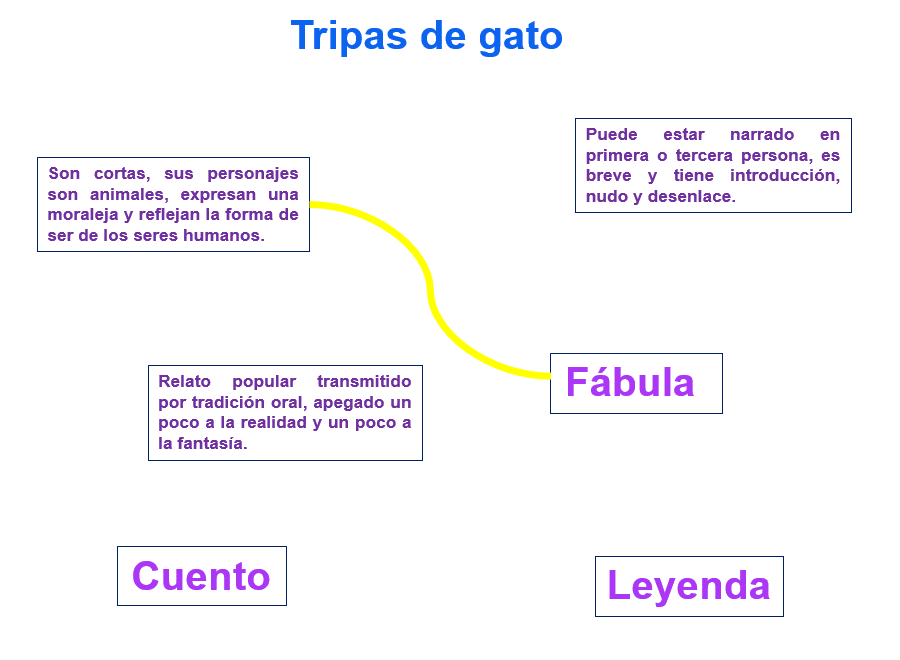 Tripas de gato
Puede estar narrado en
primera o tercera persona, es
breve y tiene introducción,
nudo y desenlace.
Son cortas, sus personajes
son animales, expresan una
moraleja y reflejan la forma de
ser de los seres humanos.
Relato popular transmitido
por tradición oral, apegado un
poco a la realidad y un poco a
la fantasía.
Fábula
Cuento
Leyenda